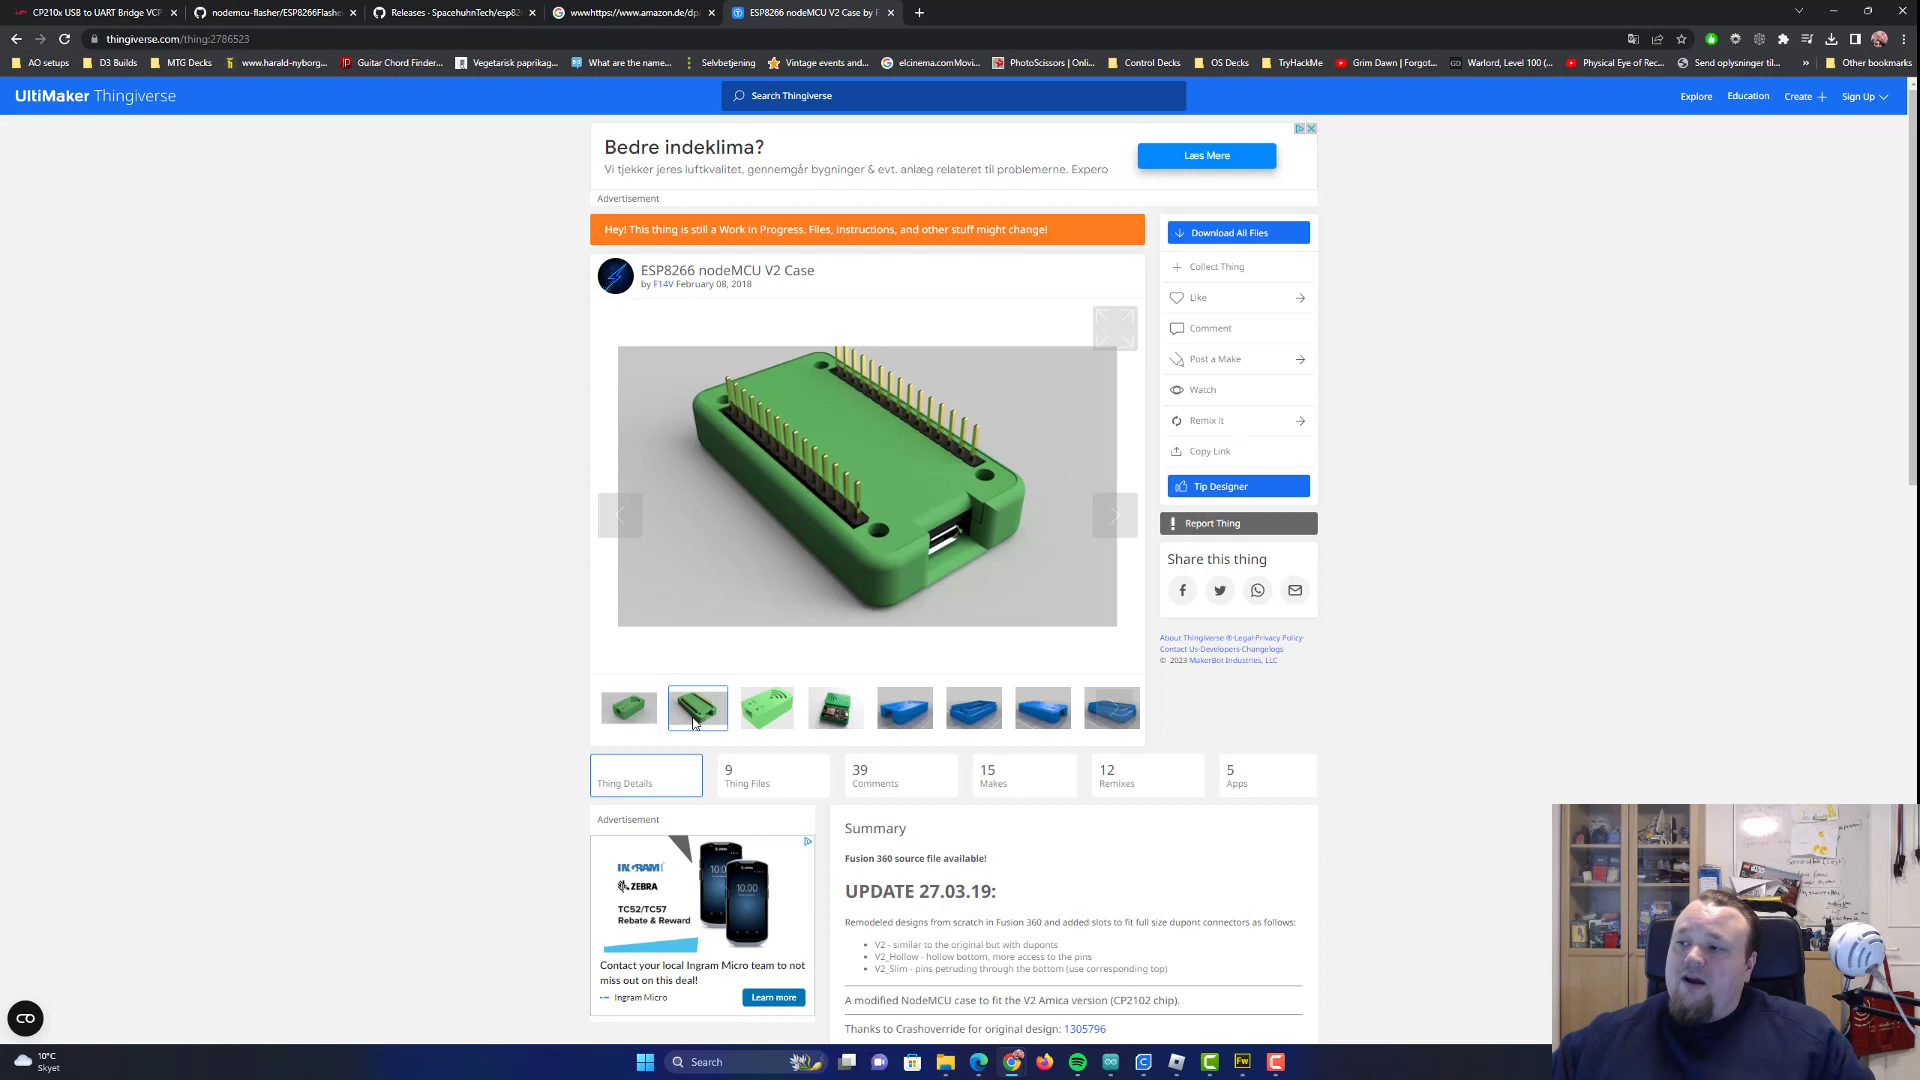 CP210x USB to UART Bridge VCP
nodemcu-flasher/ESP8266Flasher
Releases · SpacehuhnTech/esp82
wwwhttps://www.amazon.de/dp
ESP8266 nodeMCU V2 Case by F
thingiverse.com/thing:2786523
AO setups
D3 Builds
MTG Decks
www.harald-nyborg...
Guitar Chord Finder...
Vegetarisk paprikag...
What are the name...
Selvbetjening
Vintage events and...
elcinema.comMovi...
PhotoScissors | Onli...
Control Decks
OS Decks
TryHackMe
Grim Dawn | Forgot...
Warlord, Level 100 (...
Physical Eye of Rec...
Send oplysninger til...
Other bookmarks
UltiMaker Thingiverse
Search Thingiverse
Explore
Education
Create
Sign Up
Bedre indeklima?
Vi tjekker jeres luftkvalitet, gennemgår bygninger & evt. anlæg relateret til problemerne. Expero
Læs Mere
Advertisement
Hey! This thing is still a Work in Progress. Files, instructions, and other stuff might change!
ESP8266 nodeMCU V2 Case
by F14V February 08, 2018
Download All Files
Collect Thing
Like
Comment
Post a Make
Watch
Remix it
Copy Link
Tip Designer
Report Thing
Share this thing
About Thingiverse ®·Legal·Privacy Policy·
Contact Us·Developers·Changelogs
© 2023 MakerBot Industries, LLC
Thing Details
9
Thing Files
39
Comments
15
Makes
12
Remixes
5
Apps
Advertisement
INGRAM
ZEBRA
TC52/TC57
Rebate & Reward
10.00
10.00
Contact your local Ingram Micro team to not
miss out on this deal!
Ingram Micro
Learn more
Summary
Fusion 360 source file available!
UPDATE 27.03.19:
Remodeled designs from scratch in Fusion 360 and added slots to fit full size dupont connectors as follows:
V2 - similar to the original but with duponts
V2_Hollow - hollow bottom, more access to the pins
V2_Slim - pins petruding through the bottom (use corresponding top)
A modified NodeMCU case to fit the V2 Amica version (CP2102 chip).
Thanks to Crashoverride for original design: 1305796
10°C
Skyet
Search
Fw